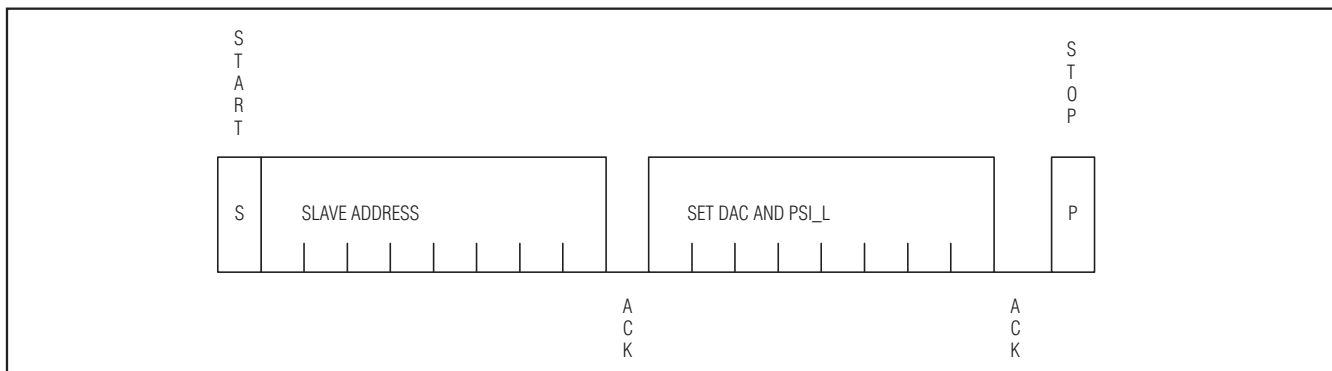 START
STOP
S
SLAVE ADDRESS
SET DAC AND PSI_L
P
ACK
ACK